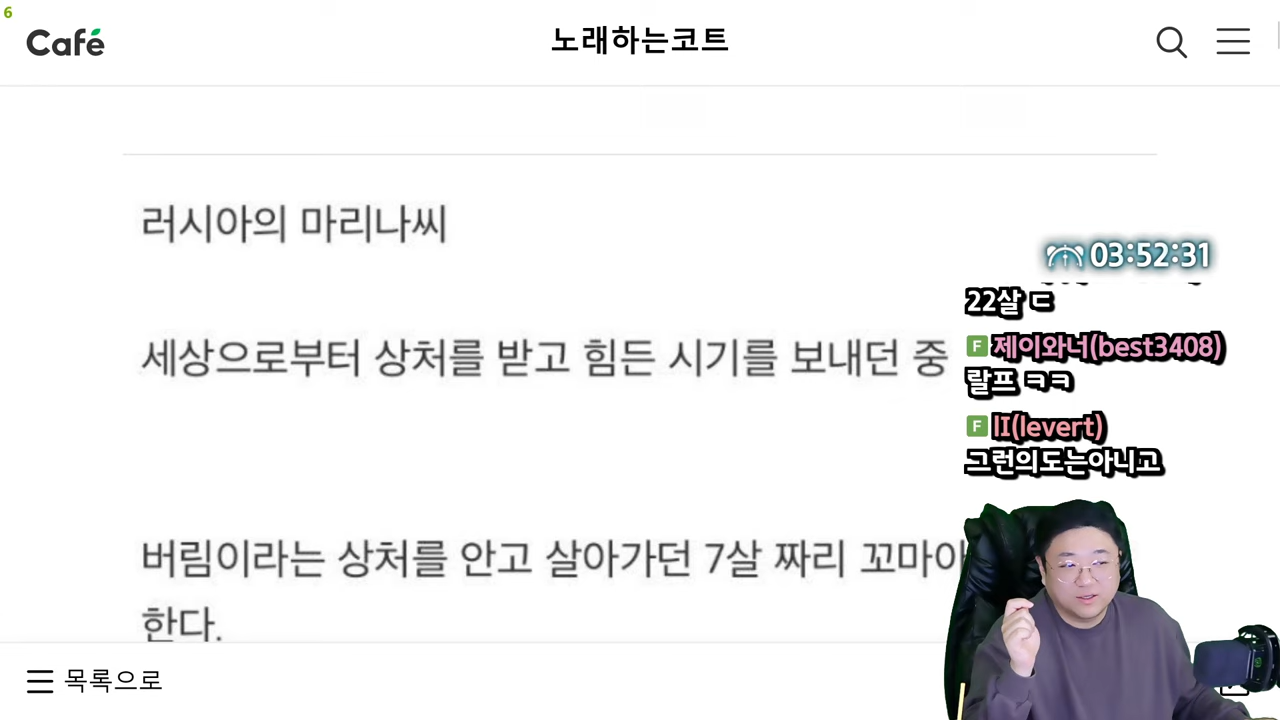 6
Café
노래하는코트
러시아의 마리나씨
03:52:31
22살 ㄷ
세상으로부터 상처를 받고 힘든 시기를 보내던 중
F 제이와너(best3408)
랄프 ㅋㅋ
F lI(levert)
그런의도는아니고
버림이라는 상처를 안고 살아가던 7살 짜리 꼬마아
한다.
목록으로